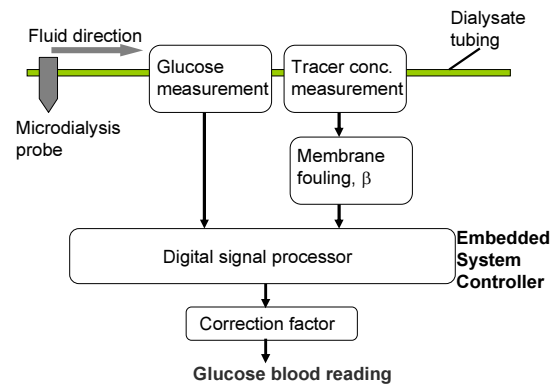 Dialysate
tubing
Fluid direction
Glucose
measurement
Tracer conc.
measurement
Microdialysis
probe
Membrane
fouling, β
Digital signal processor
Embedded
System
Controller
Correction factor
Glucose blood reading